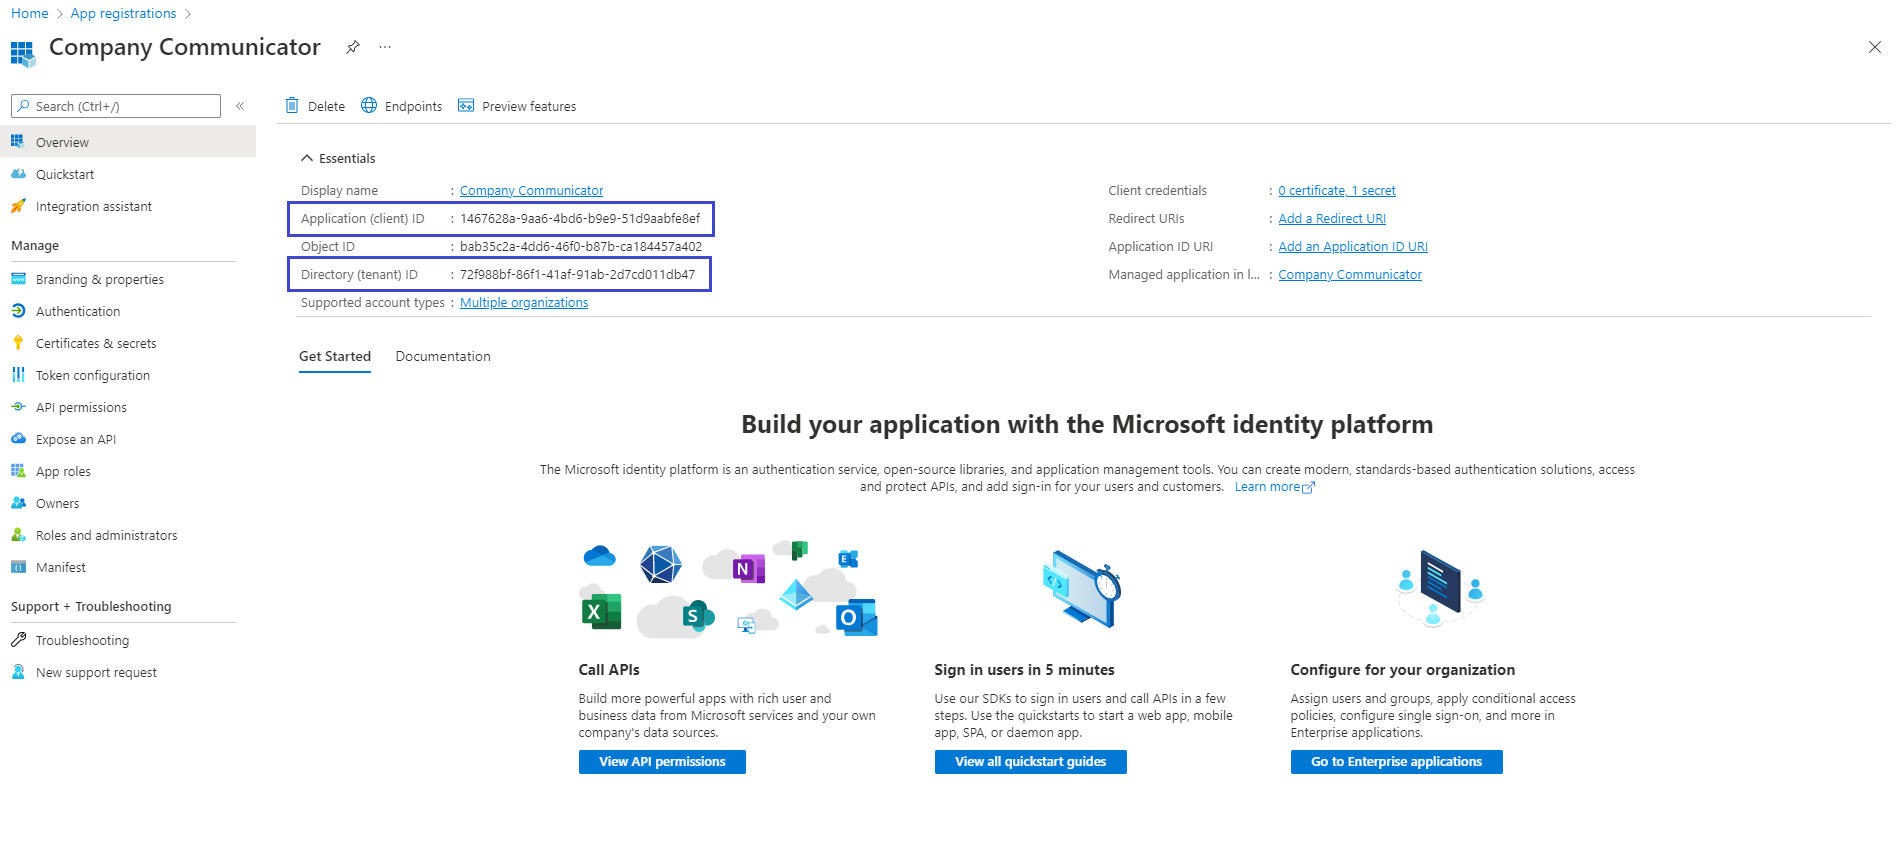 Home > App registrations >
Company Communicator
Search (Ctrl+/)
«
Overview
Quickstart
Integration assistant
Manage
Branding & properties
Authentication
Certificates & secrets
Token configuration
API permissions
Expose an API
App roles
Owners
Roles and administrators
Manifest
Support + Troubleshooting
Troubleshooting
New support request
Delete Endpoints Preview features
Essentials
Display name : Company Communicator
Application (client) ID : 1467628a-9aa6-4bd6-b9e9-51d9aabfe8ef
Object ID : bab35c2a-4dd6-46f0-b87b-ca184457a402
Directory (tenant) ID : 72f988bf-86f1-41af-91ab-2d7cd011db47
Supported account types : Multiple organizations
Client credentials : 0 certificate, 1 secret
Redirect URIs : Add a Redirect URI
Application ID URI : Add an Application ID URI
Managed application in l... : Company Communicator
Get Started Documentation
Build your application with the Microsoft identity platform
The Microsoft identity platform is an authentication service, open-source libraries, and application management tools. You can create modern, standards-based authentication solutions, access
and protect APIs, and add sign-in for your users and customers. Learn more
N
E
X
S
O
Call APIs
Build more powerful apps with rich user and
business data from Microsoft services and your own
company's data sources.
View API permissions
Sign in users in 5 minutes
Use our SDKs to sign in users and call APIs in a few
steps. Use the quickstarts to start a web app, mobile
app, SPA, or daemon app.
View all quickstart guides
Configure for your organization
Assign users and groups, apply conditional access
policies, configure single sign-on, and more in
Enterprise applications.
Go to Enterprise applications